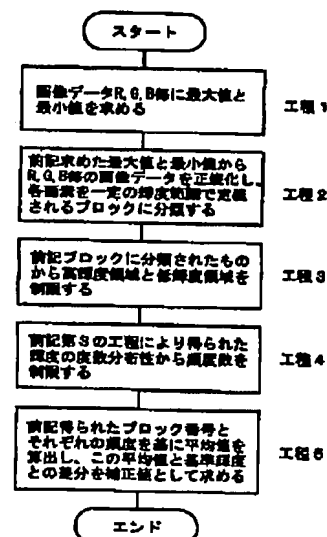 スタート
画像データR,G,B毎に最大値と
最小値を求める
工程1
前記求めた最大値と最小値から
R,G,B毎の画像データを正規化し、
各画素を一定の輝度範囲で定義
されるブロックに分類する
工程2
前記ブロックに分類されたもの
から高輝度領域と低輝度領域を
制限する
工程3
前記第3の工程により得られた
輝度の度数分布性から頻度数を
制限する
工程4
前記得られたブロック番号と
それぞれの頻度を基に平均値を
算出し、この平均値と基準輝度
との差分を補正値として求める
工程5
エンド